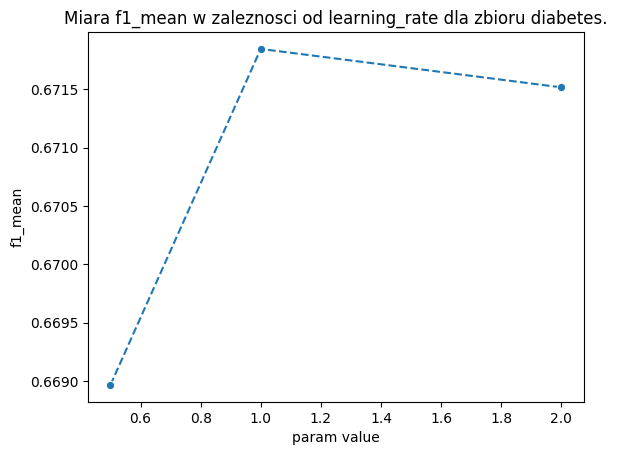 Miara f1_mean w zaleznosci od learning_rate dla zbioru diabetes.
f1_mean
0.6715
0.6710
0.6705
0.6700
0.6695
0.6690
0.6 0.8 1.0 1.2 1.4 1.6 1.8 2.0
param value